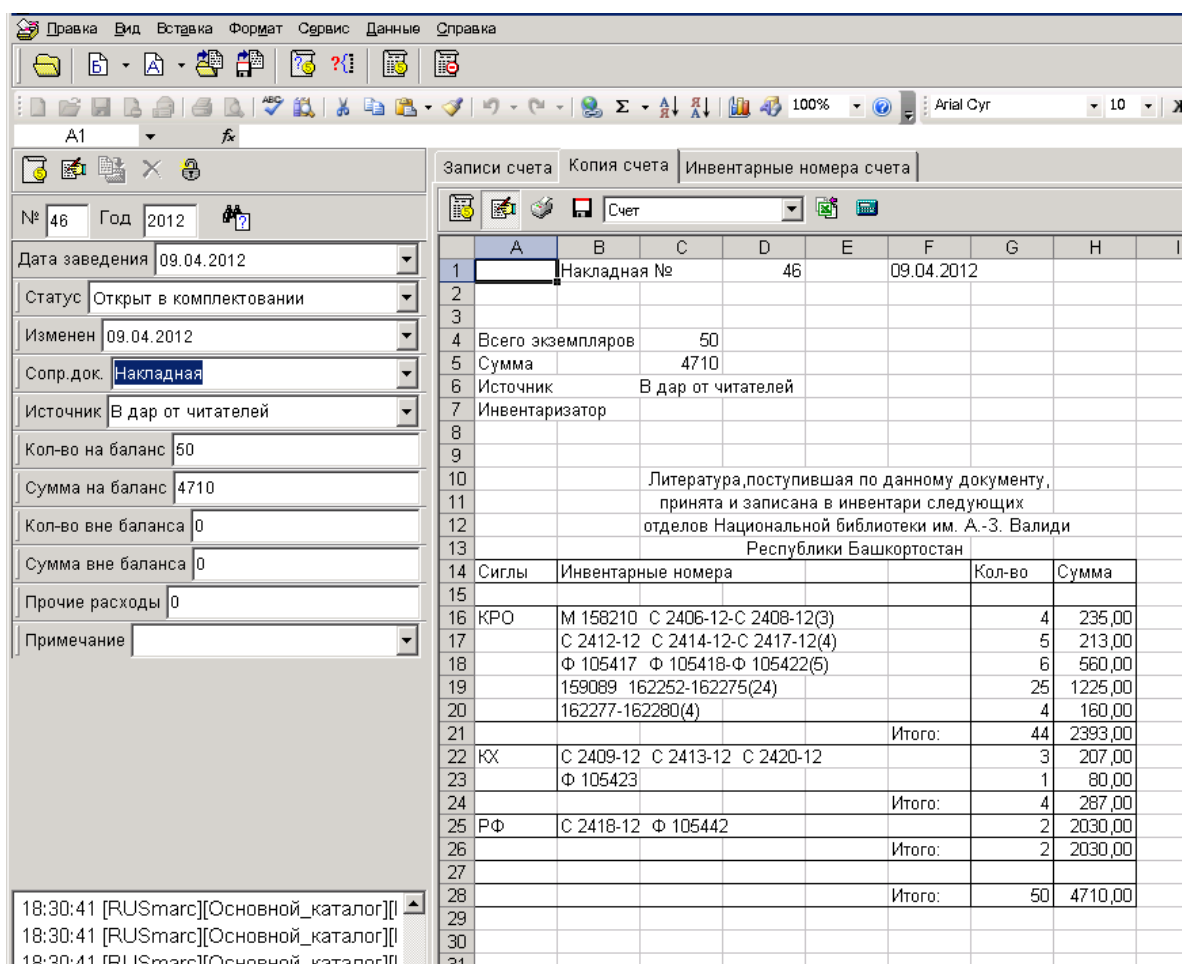 Правка Вид Вставка Формат Сервис Данные Справка
Б А
ABC Σ 100% Arial Cyr 10 Ж
A1 fx
Записи счета Копия счета Инвентарные номера счета
№ 46 Год 2012
Счет
Дата заведения 09.04.2012
Статус Открыт в комплектовании
Изменен 09.04.2012
Сопр.док. Накладная
Источник В дар от читателей
Кол-во на баланс 50
Сумма на баланс 4710
Кол-во вне баланса 0
Сумма вне баланса 0
Прочие расходы 0
Примечание
18:30:41 [RUSmarc][Основной_каталог][
18:30:41 [RUSmarc][Основной_каталог][
18:30:41 [RUSmarc][Основной_каталог][
A B C D E F G H I
1 Накладная № 46 09.04.2012
2
3
4 Всего экземпляров 50
5 Сумма 4710
6 Источник В дар от читателей
7 Инвентаризатор
8
9
10 Литература,поступившая по данному документу,
11 принята и записана в инвентари следующих
12 отделов Национальной библиотеки им. А.-З. Валиди
13 Республики Башкортостан
14 Сиглы Инвентарные номера Кол-во Сумма
15
16 КРО М 158210 С 2406-12-С 2408-12(3) 4 235,00
17 С 2412-12 С 2414-12-С 2417-12(4) 5 213,00
18 Ф 105417 Ф 105418-Ф 105422(5) 6 560,00
19 159089 162252-162275(24) 25 1225,00
20 162277-162280(4) 4 160,00
21 Итого: 44 2393,00
22 КХ С 2409-12 С 2413-12 С 2420-12 3 207,00
23 Ф 105423 1 80,00
24 Итого: 4 287,00
25 РФ С 2418-12 Ф 105442 2 2030,00
26 Итого: 2 2030,00
27
28 Итого: 50 4710,00
29
30
31